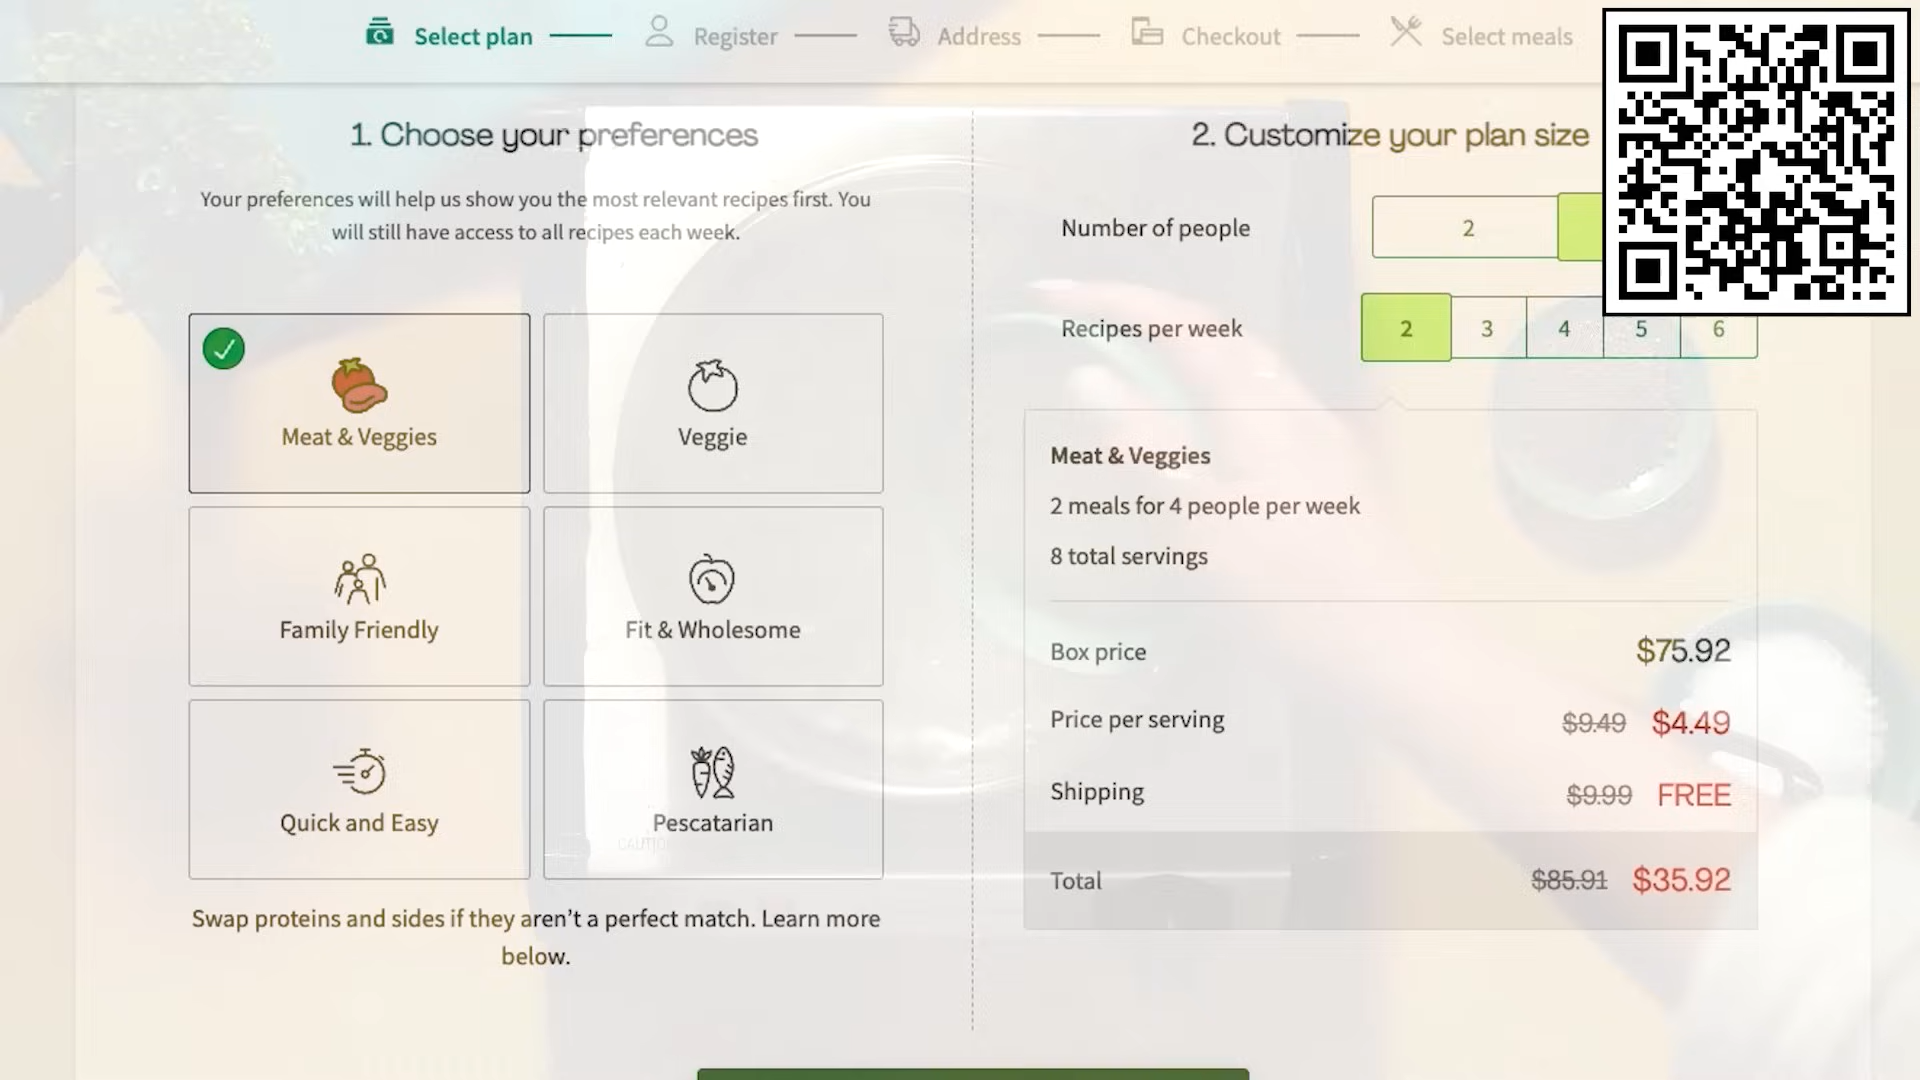 Select plan
Register
Address
Checkout
Select meals
1. Choose your preferences
Your preferences will help us show you the most relevant recipes first. You
will still have access to all recipes each week.
Meat & Veggies
Veggie
Family Friendly
Fit & Wholesome
Quick and Easy
Pescatarian
CAUTIO
Swap proteins and sides if they aren't a perfect match. Learn more
below.
2. Customize your plan size
Number of people
2
Recipes per week
2 3 4 5 6
Meat & Veggies
2 meals for 4 people per week
8 total servings
Box price $75.92
Price per serving $9.49 $4.49
Shipping $9.99 FREE
Total $85.91 $35.92